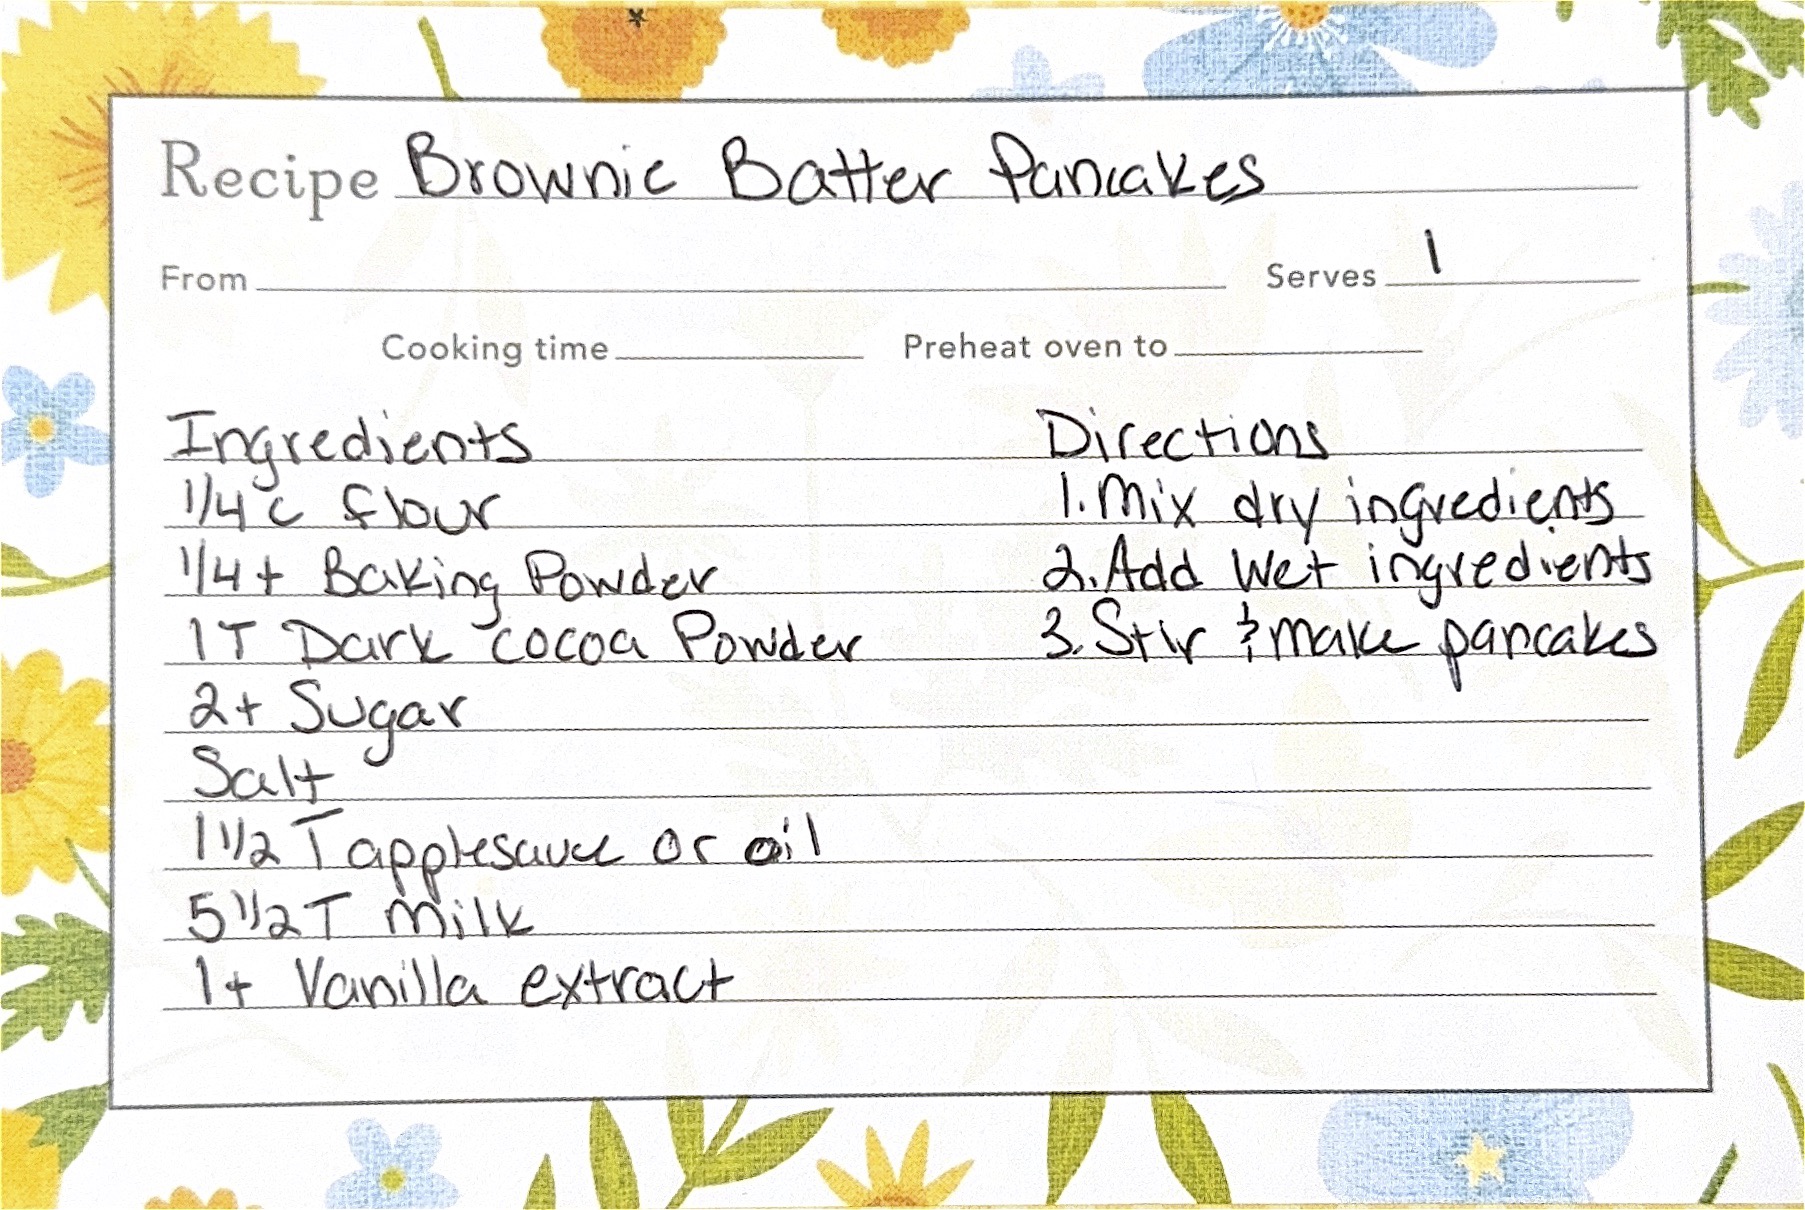 Recipe Brownie Batter Pancakes
From Serves 1
Cooking time Preheat oven to
Ingredients
1/4 c flour
1/4 t Baking Powder
1 T Dark cocoa Powder
2 t Sugar
Salt
1 1/2 T applesauce or oil
5 1/2 T Milk
1 t Vanilla extract
Directions
1. Mix dry ingredients
2. Add wet ingredients
3. Stir & make pancakes